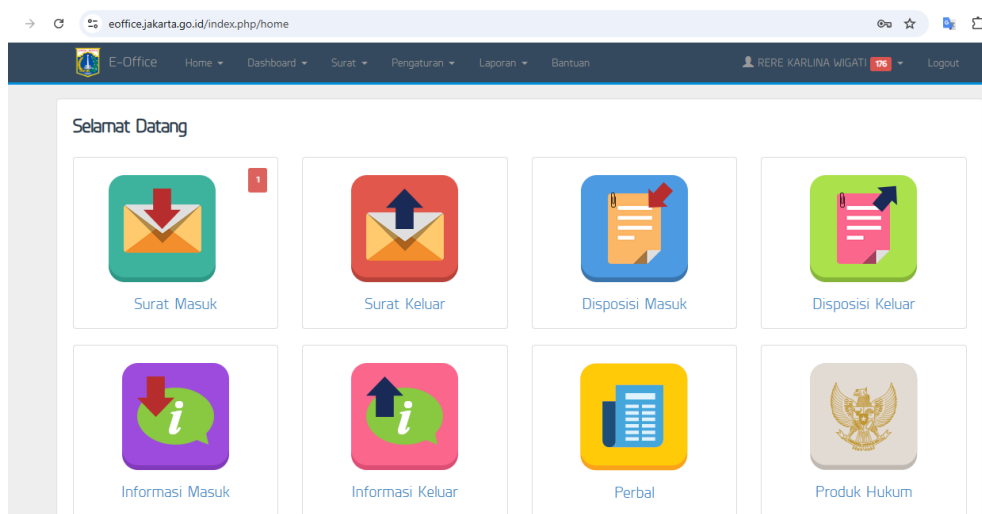 eoffice.jakarta.go.id/index.php/home
E-Office Home Dashboard Surat Pengaturan Laporan Bantuan RERE KARLINA WIGATI 176 Logout
Selamat Datang
1
Surat Masuk Surat Keluar Disposisi Masuk Disposisi Keluar
i i
Informasi Masuk Informasi Keluar Perbal Produk Hukum